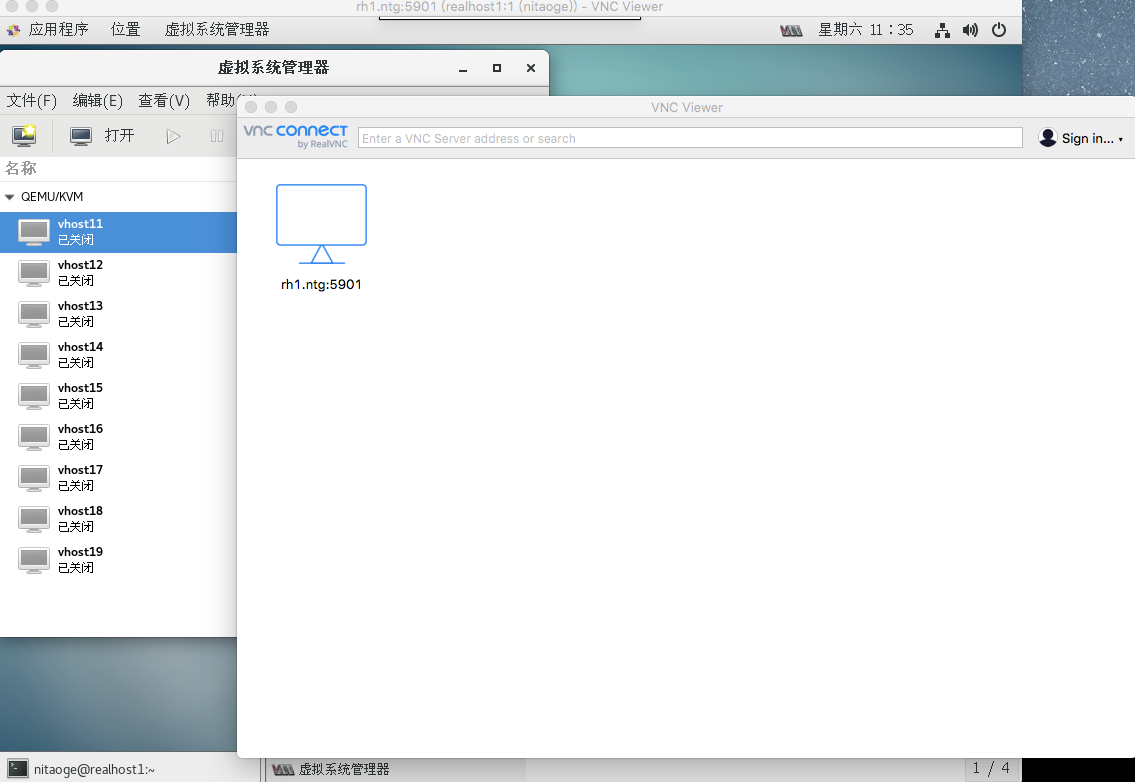 rh1.ntg:5901 (realhost1:1 (nitaoge)) - VNC Viewer
应用程序 位置 虚拟系统管理器 星期六 11:35
虚拟系统管理器
文件(F) 编辑(E) 查看(V) 帮助(
VNC Viewer
打开
vnc connect
by RealVNC
Enter a VNC Server address or search
Sign in...
名称
QEMU/KVM
vhost11
已关闭
vhost12
已关闭
vhost13
已关闭
vhost14
已关闭
vhost15
已关闭
vhost16
已关闭
vhost17
已关闭
vhost18
已关闭
vhost19
已关闭
rh1.ntg:5901
nitaoge@realhost1:~
虚拟系统管理器
1 / 4